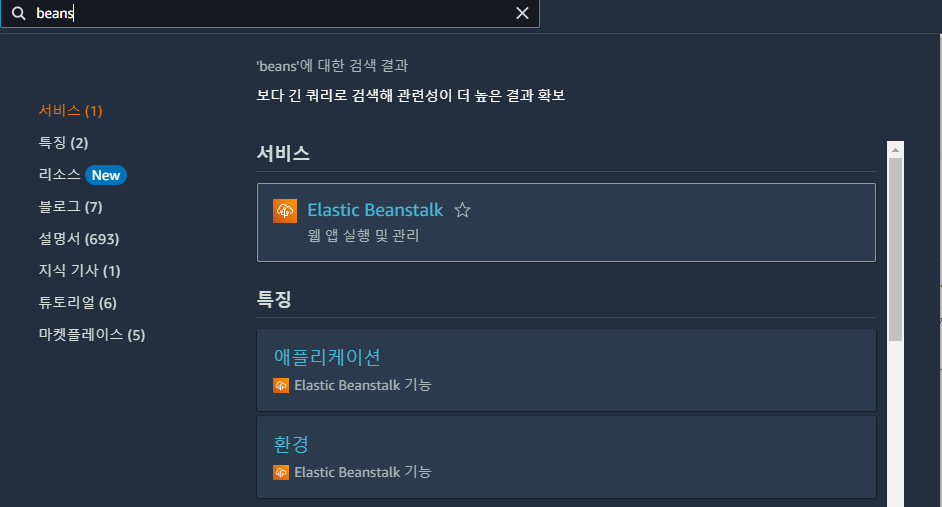 beans
'beans'에 대한 검색 결과
보다 긴 쿼리로 검색해 관련성이 더 높은 결과 확보
서비스 (1)
특징 (2)
리소스 New
블로그 (7)
설명서 (693)
지식 기사 (1)
튜토리얼 (6)
마켓플레이스 (5)
서비스
Elastic Beanstalk
웹 앱 실행 및 관리
특징
애플리케이션
Elastic Beanstalk 기능
환경
Elastic Beanstalk 기능